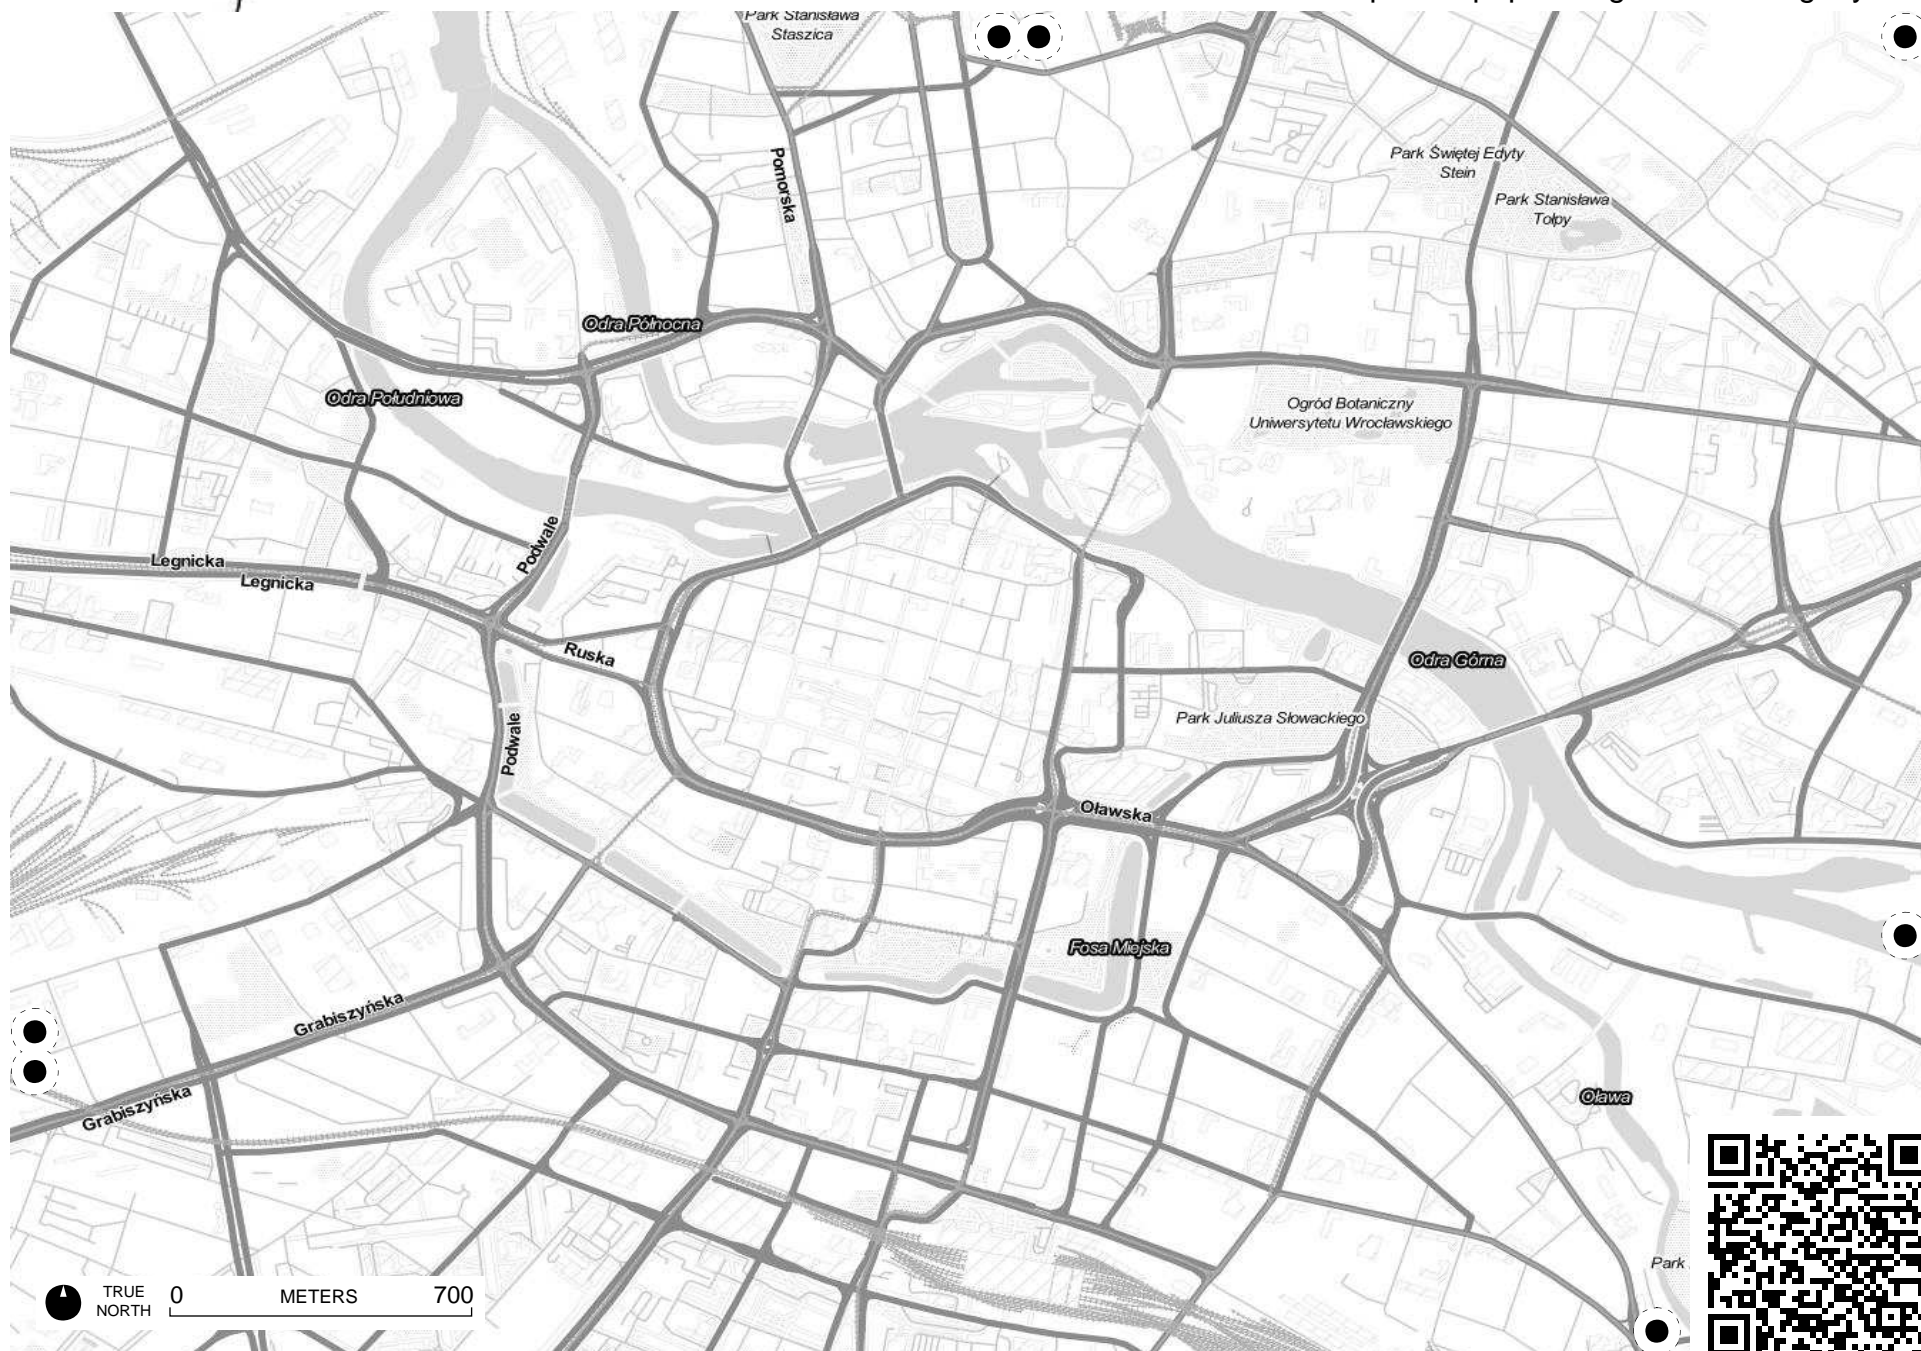 Park Stanisława
Staszica
Pomorska
Park Świętej Edyty
Stein
Park Stanisława
Tołpy
Odra Północna
Odra Południowa
Ogród Botaniczny
Uniwersytetu Wrocławskiego
Podwale
Legnicka
Legnicka
Ruska
Odra Górna
Park Juliusza Słowackiego
Podwale
Oławska
Fosa Miejska
Grabiszyńska
Grabiszyńska
Oława
Park
TRUE
NORTH
0 METERS 700